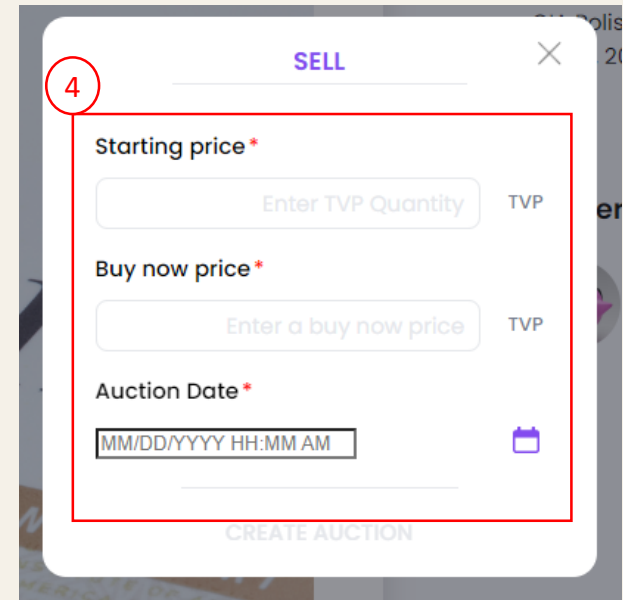 SELL
4
Starting price*
Enter TVP Quantity TVP
Buy now price*
Enter a buy now price TVP
Auction Date*
MM/DD/YYYY HH:MM AM
CREATE AUCTION